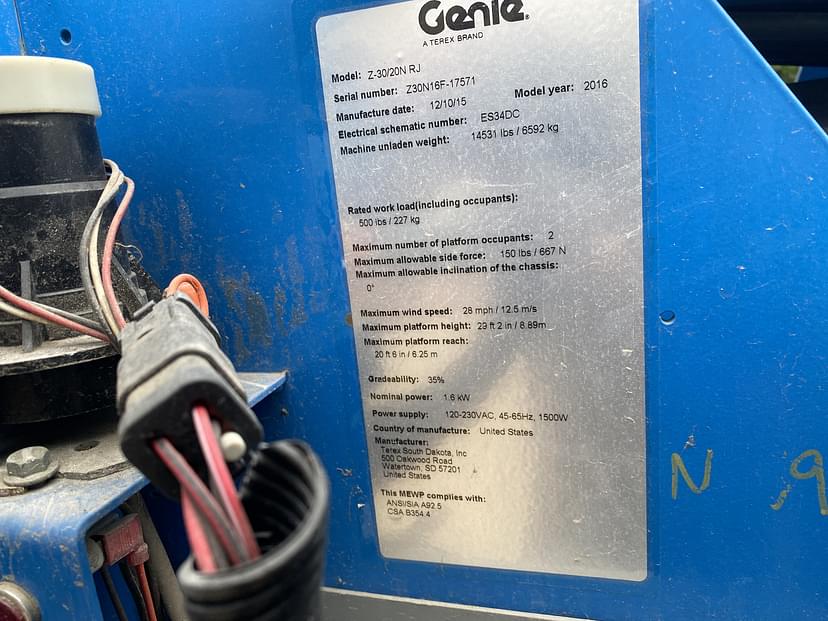 Genie
A TEREX BRAND
Model: Z-30/20N RJ
Serial number: Z30N16F-17571
Manufacture date: 12/10/15 Model year: 2016
Electrical schematic number: ES34DC
Machine unladen weight: 14531 lbs / 6592 kg
Rated work load(including occupants):
500 lbs / 227 kg
Maximum number of platform occupants: 2
Maximum allowable side force: 150 lbs / 667 N
Maximum allowable inclination of the chassis:
0°
Maximum wind speed: 28 mph / 12.5 m/s
Maximum platform height: 29 ft 2 in / 8.89m
Maximum platform reach:
20 ft 6 in / 6.25 m
Gradeability: 35%
Nominal power: 1.6 kW
Power supply: 120-230VAC, 45-65Hz, 1500W
Country of manufacture: United States
Manufacturer:
Terex South Dakota, Inc
500 Oakwood Road
Watertown, SD 57201
United States
This MEWP complies with:
ANSI/SIA A92.5
CSA B354.4
N